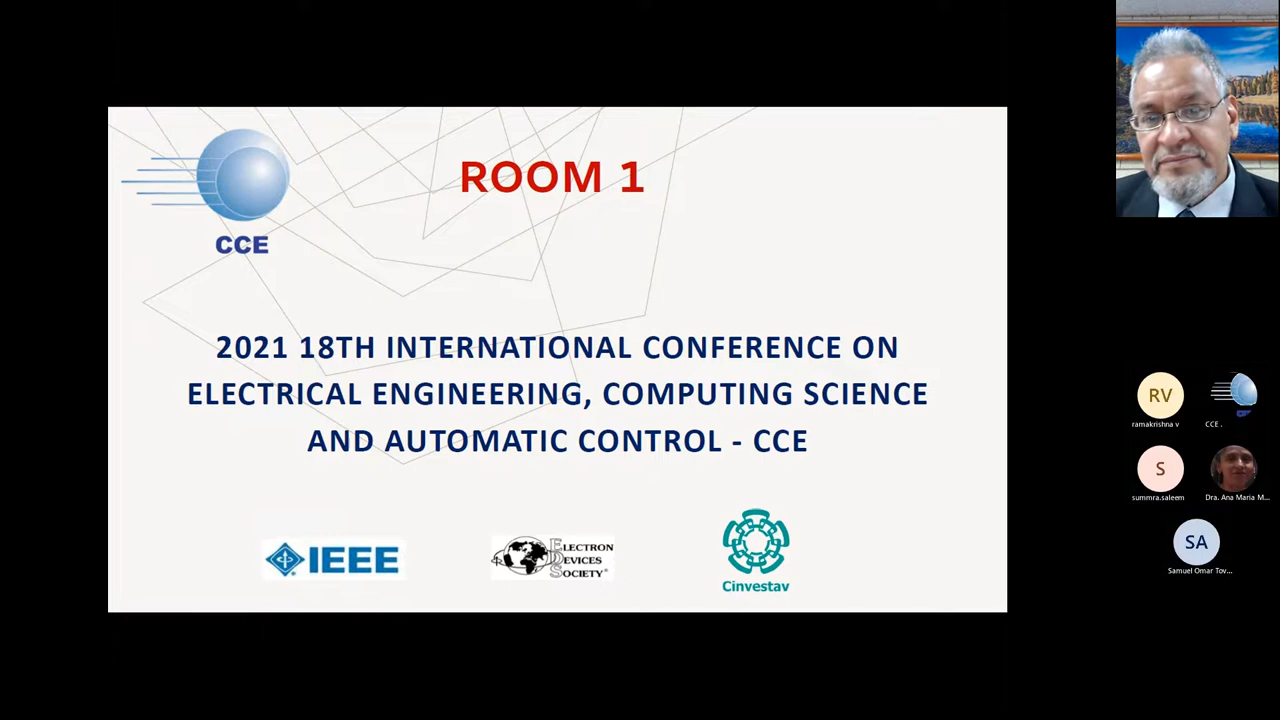 ROOM 1
CCE
2021 18TH INTERNATIONAL CONFERENCE ON
ELECTRICAL ENGINEERING, COMPUTING SCIENCE
AND AUTOMATIC CONTROL - CCE
IEEE
ELECTRON
DEVICES
SOCIETY
Cinvestav
RV
ramakrishna v
CCE .
S
summra.saleem
Dra. Ana Maria M...
SA
Samuel Omar Tov...